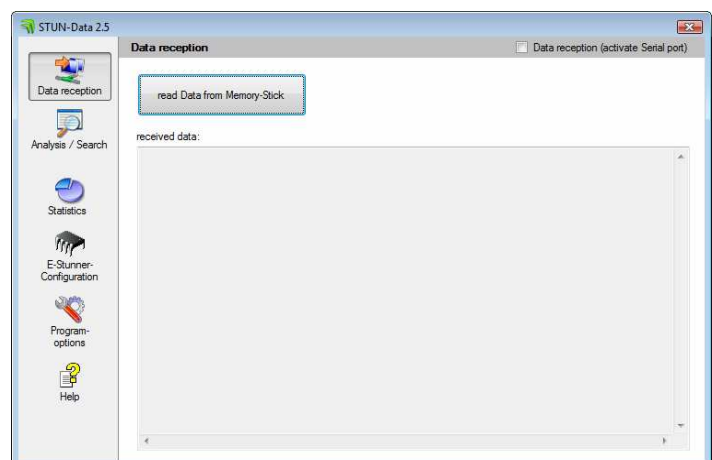 STUN-Data 2.5
Data reception
Data reception (activate Serial port)
Data reception
read Data from Memory-Stick
received data:
Analysis / Search
Statistics
E-Stunner-
Configuration
Program-
options
Help